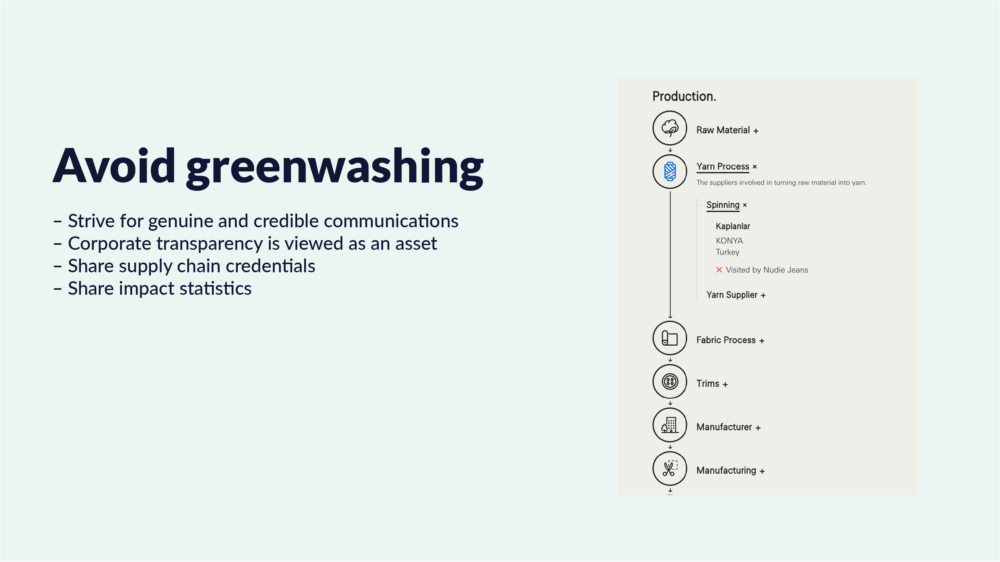 Avoid greenwashing
– Strive for genuine and credible communications
– Corporate transparency is viewed as an asset
– Share supply chain credentials
– Share impact statistics
Production.
Raw Material +
Yarn Process ×
The suppliers involved in turning raw material into yarn.
Spinning ×
Kaplanlar
KONYA
Turkey
× Visited by Nudie Jeans
Yarn Supplier +
Fabric Process +
Trims +
Manufacturer +
Manufacturing +